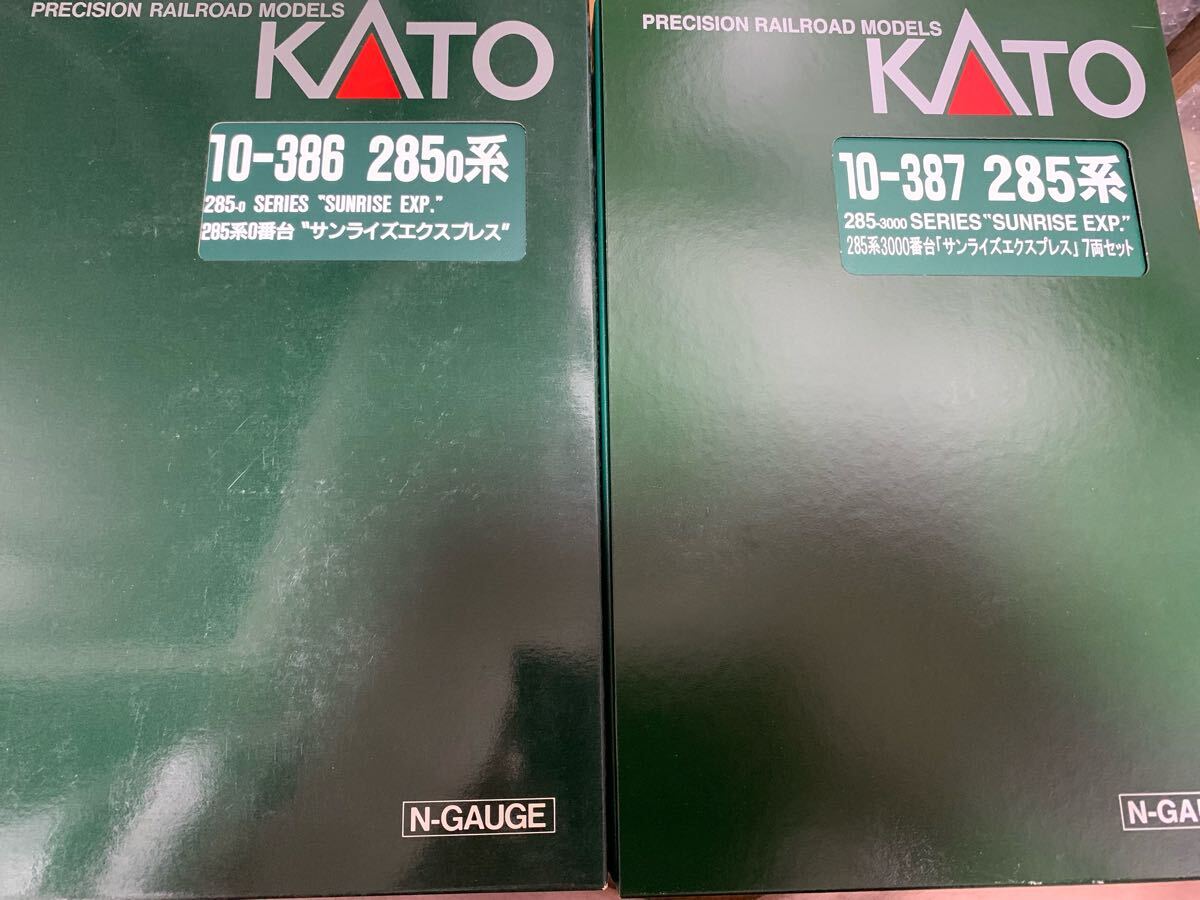 PRECISION RAILROAD MODELS
KATO
10-386 285₀系
285-0 SERIES "SUNRISE EXP."
285系0番台"サンライズエクスプレス"
N-GAUGE
PRECISION RAILROAD MODELS
KATO
10-387 285系
285-3000 SERIES "SUNRISE EXP."
285系3000番台「サンライズエクスプレス」7両セット
N-GAU